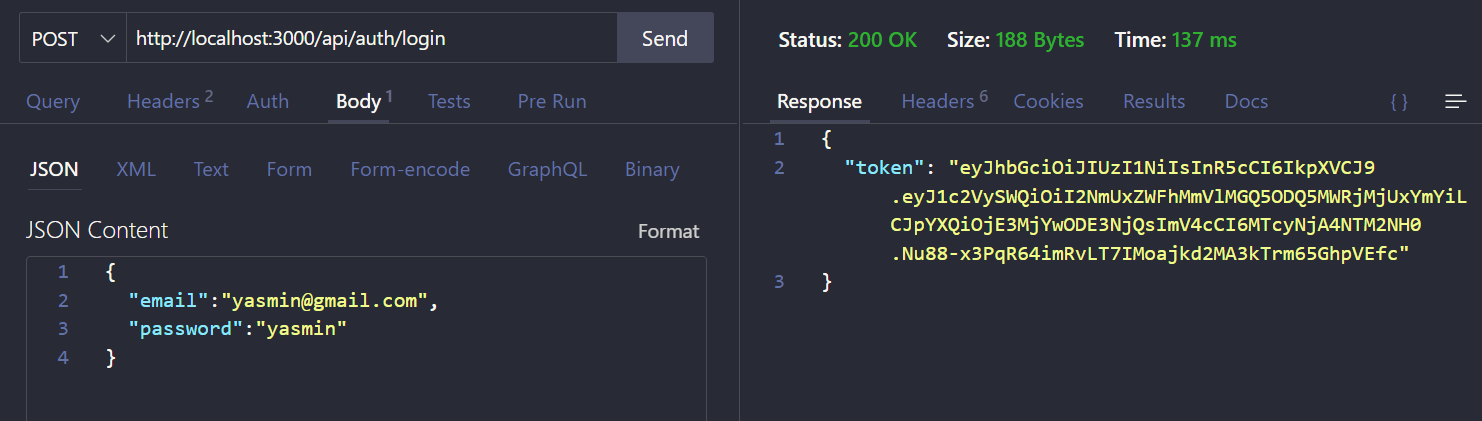 POST http://localhost:3000/api/auth/login Send
Query Headers 2 Auth Body 1 Tests Pre Run
JSON XML Text Form Form-encode GraphQL Binary
JSON Content Format
1 {
2 "email":"yasmin@gmail.com",
3 "password":"yasmin"
4 }
Status: 200 OK Size: 188 Bytes Time: 137 ms
Response Headers 6 Cookies Results Docs { }
1 {
2 "token": "eyJhbGciOiJIUzI1NiIsInR5cCI6IkpXVCJ9
.eyJ1c2VySWQiOiI2NmUxZWFhMmVlMGQ5ODQ5MWRjMjUxYmYiL
CJpYXQiOjE3MjYwODE3NjQsImV4cCI6MTcyNjA4NTM2NH0
.Nu88-x3PqR64imRvLT7IMoajkd2MA3kTrm65GhpVEfc"
3 }